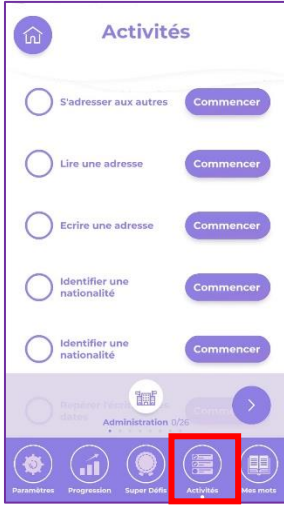 Activités
S'adresser aux autres Commencer
Lire une adresse Commencer
Ecrire une adresse Commencer
Identifier une
nationalité Commencer
Identifier une
nationalité Commencer
dates
Administration 0/26
Paramètres Progression Super Défis Activités Mes mots